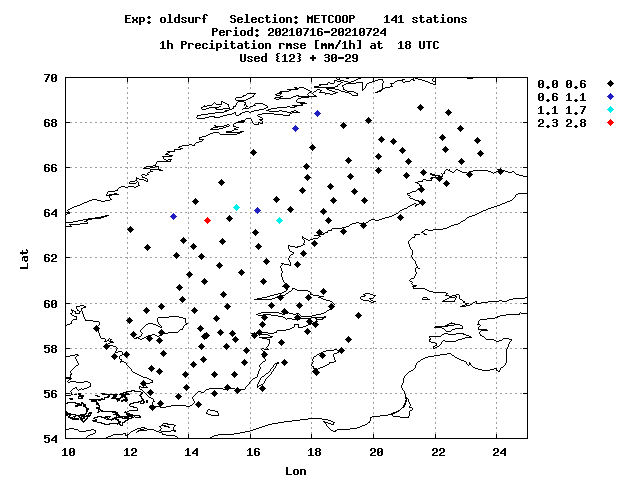 Exp: oldsurf   Selection: METCOOP    141 stations
Period: 20210716-20210724
1h Precipitation rmse [mm/1h] at  18 UTC
Used {12} + 30-29
70
68
66
64
62
60
58
56
54
Lat
10 12 14 16 18 20 22 24
Lon
0.0 0.6
0.6 1.1
1.1 1.7
2.3 2.8